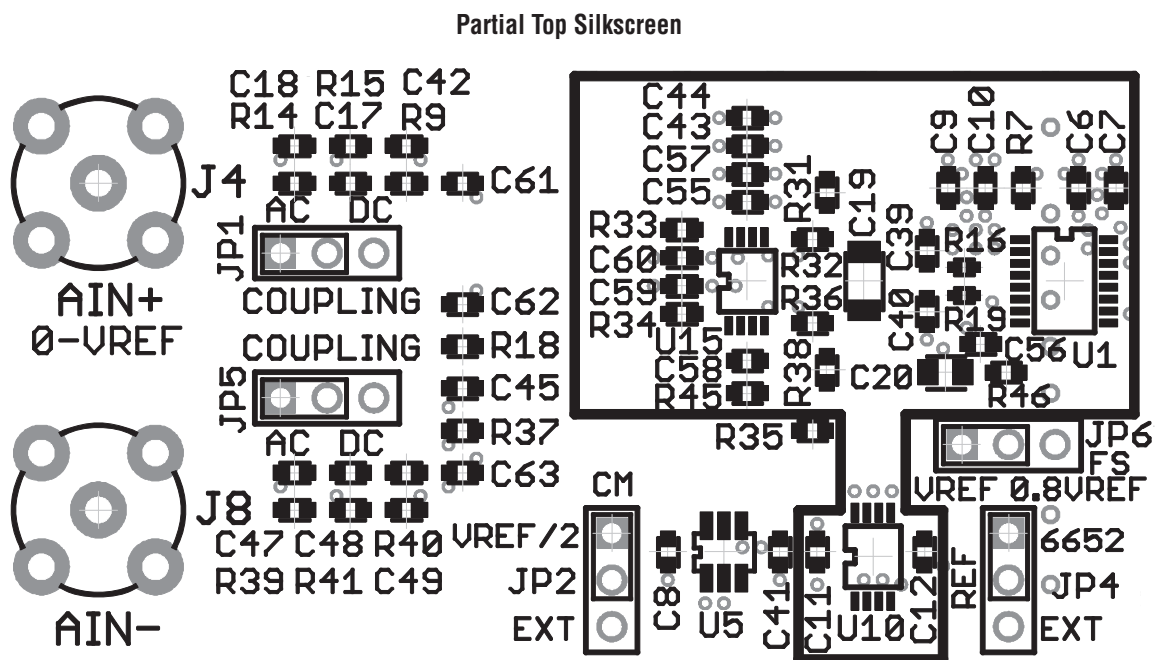 Partial Top Silkscreen
C18 R15 C42
R14 C17 R9
J4
C61
AC DC
JP1
COUPLING
AIN+
0-VREF
C62
COUPLING
R18
JP5
C45
AC DC
R37
C63
J8
C47 C48 R40
R39 R41 C49
AIN-
C44
C43
C57
C55
R33
C60
C59
R34
U15
C58
R45
R31
C19
R32
R36
R38
C39
R16
C40
R19
C20
C56
R46
U1
C9
C10
R7
C6
C7
R35
JP6
FS
VREF 0.8VREF
CM
VREF/2
JP2
EXT
C8
U5
C41
C11
U10
C12
REF
6652
JP4
EXT